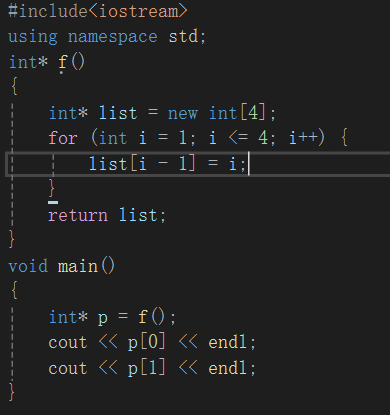 #include<iostream>
using namespace std;
int* f()
{
int* list = new int[4];
for (int i = 1; i <= 4; i++) {
list[i - 1] = i;
}
return list;
}
void main()
{
int* p = f();
cout << p[0] << endl;
cout << p[1] << endl;
}